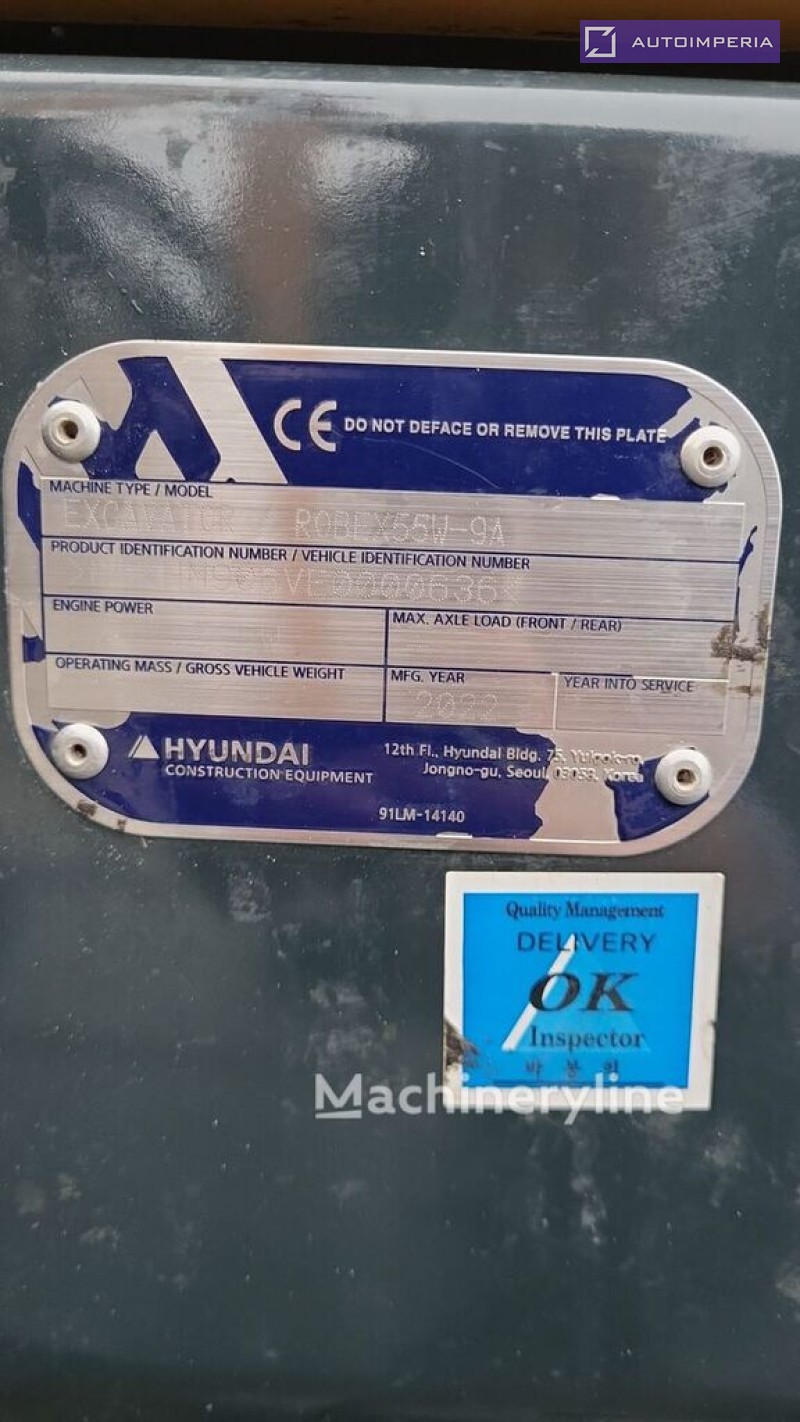 AUTOIMPERIA
CE DO NOT DEFACE OR REMOVE THIS PLATE
MACHINE TYPE / MODEL
EXCAVATOR / ROBEX55W-9A
PRODUCT IDENTIFICATION NUMBER / VEHICLE IDENTIFICATION NUMBER
ENGINE POWER
MAX. AXLE LOAD (FRONT / REAR)
OPERATING MASS / GROSS VEHICLE WEIGHT
MFG. YEAR
YEAR INTO SERVICE
2022
HYUNDAI
CONSTRUCTION EQUIPMENT
12th Fl., Hyundai Bldg. 75, Yulgok-ro,
Jongno-gu, Seoul, 03058, Korea
91LM-14140
Quality Management
DELIVERY
OK
Inspector
Machineryline